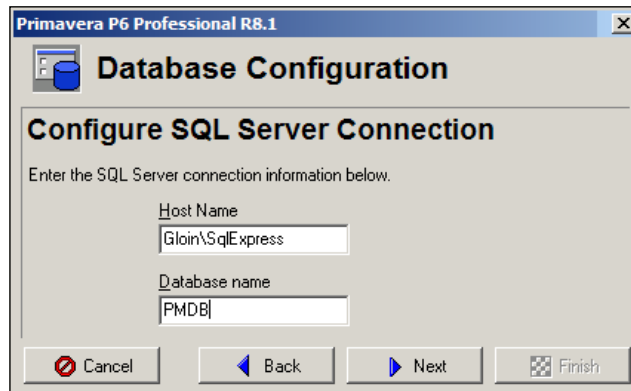 Primavera P6 Professional R8.1
Database Configuration
Configure SQL Server Connection
Enter the SQL Server connection information below.
Host Name
Gloin\SqlExpress
Database name
PMDB
Cancel
Back
Next
Finish